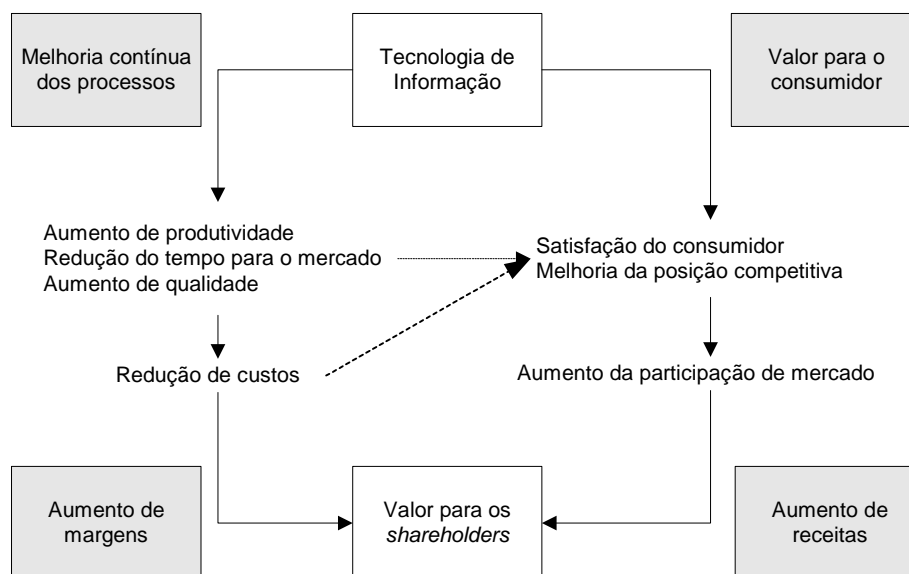 Melhoria contínua
dos processos
Tecnologia de
Informação
Valor para o
consumidor
Aumento de produtividade
Redução do tempo para o mercado
Aumento de qualidade
Satisfação do consumidor
Melhoria da posição competitiva
Redução de custos
Aumento da participação de mercado
Aumento de
margens
Valor para os
shareholders
Aumento de
receitas